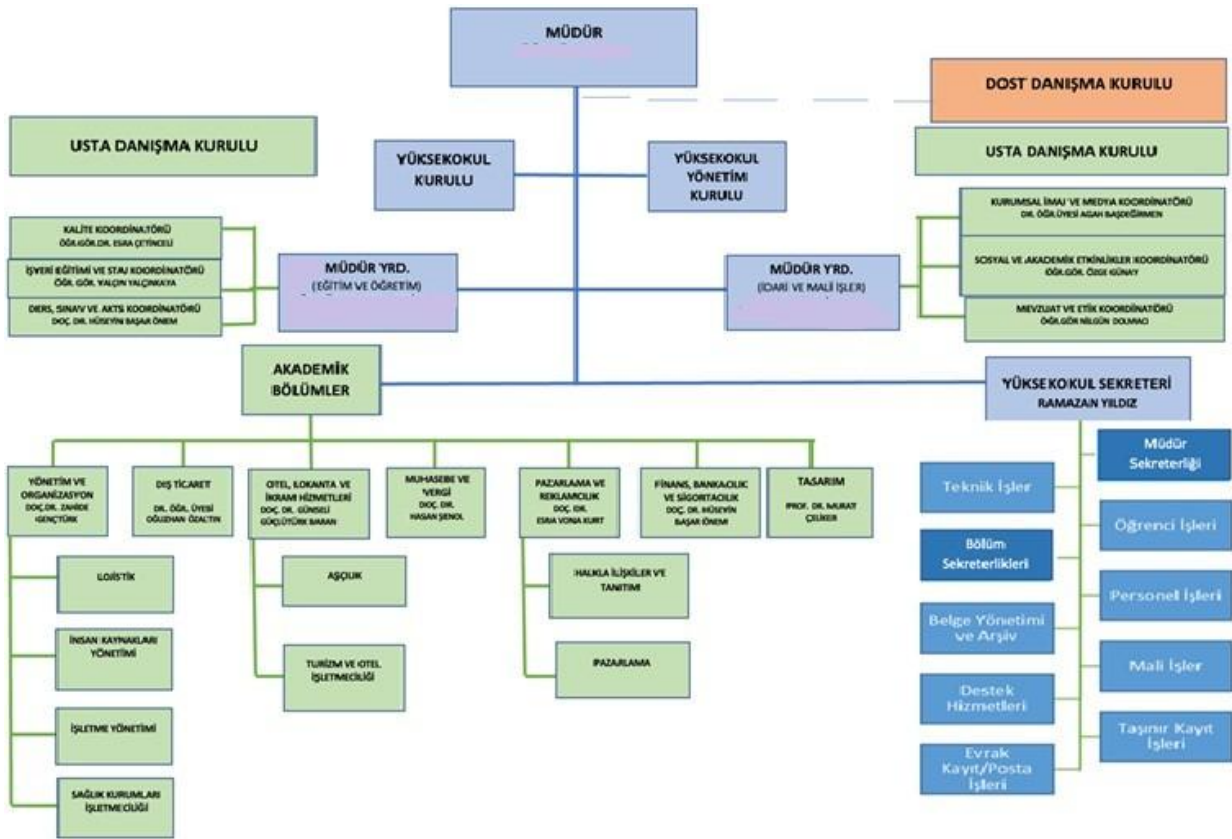 MÜDÜR
DOST DANIŞMA KURULU
USTA DANIŞMA KURULU
USTA DANIŞMA KURULU
YÜKSEKOKUL
KURULU
YÜKSEKOKUL
YÖNETİM
KURULU
KALİTE KOORDİNATÖRÜ
ÖĞR.GÖR.DR. ESRA ÇETİNCELİ
İŞYERİ EĞİTİMİ VE STAJ KOORDİNATÖRÜ
ÖĞR. GÖR. YALÇIN YALÇINKAYA
DERS, SINAV VE AKTS KOORDİNATÖRÜ
DOÇ. DR. HÜSEYİN BAŞAR ÖNEM
MÜDÜR YRD.
(EĞİTİM VE ÖĞRETİM)
MÜDÜR YRD.
(İDARİ VE MALİ İŞLER)
KURUMSAL İMAJ VE MEDYA KOORDİNATÖRÜ
DR. ÖĞR.ÜYESİ AGAH BAŞDEĞİRMEN
SOSYAL VE AKADEMİK ETKİNLİKLER KOORDİNATÖRÜ
ÖĞR.GÖR. ÖZGE GÜNAY
MEVZUAT VE ETİK KOORDİNATÖRÜ
ÖĞR.GÖR NİLGÜN DOLMACI
AKADEMİK
BÖLÜMLER
YÜKSEKOKUL SEKRETERİ
RAMAZAN YILDIZ
YÖNETİM VE
ORGANİZASYON
DOÇ.DR. ZAHİDE
GENÇTÜRK
DIŞ TİCARET
DR. ÖĞR. ÜYESİ
OĞUZHAN ÖZALTIN
OTEL, LOKANTA VE
İKRAM HİZMETLERİ
DOÇ. DR. GÜNSELİ
GÜÇLÜTÜRK BARAN
MUHASEBE VE
VERGİ
DOÇ. DR.
HASAN ŞENOL
PAZARLAMA VE
REKLAMCILIK
DOÇ. DR.
ESRA VONA KURT
FİNANS, BANKACILIK
VE SİGORTACILIK
DOÇ. DR. HÜSEYİN
BAŞAR ÖNEM
TASARIM
PROF. DR. MURAT
ÇELİKER
LOJİSTİK
İNSAN KAYNAKLARI
YÖNETİMİ
İŞLETME YÖNETİMİ
SAĞLIK KURUMLARI
İŞLETMECİLİĞİ
AŞÇILIK
TURİZM VE OTEL
İŞLETMECİLİĞİ
HALKLA İLİŞKİLER VE
TANITIM
PAZARLAMA
Müdür
Sekreterliği
Teknik İşler
Öğrenci İşleri
Bölüm
Sekreterlikleri
Personel İşleri
Belge Yönetimi
ve Arşiv
Mali İşler
Destek
Hizmetleri
Taşınır Kayıt
İşleri
Evrak
Kayıt/Posta
İşleri